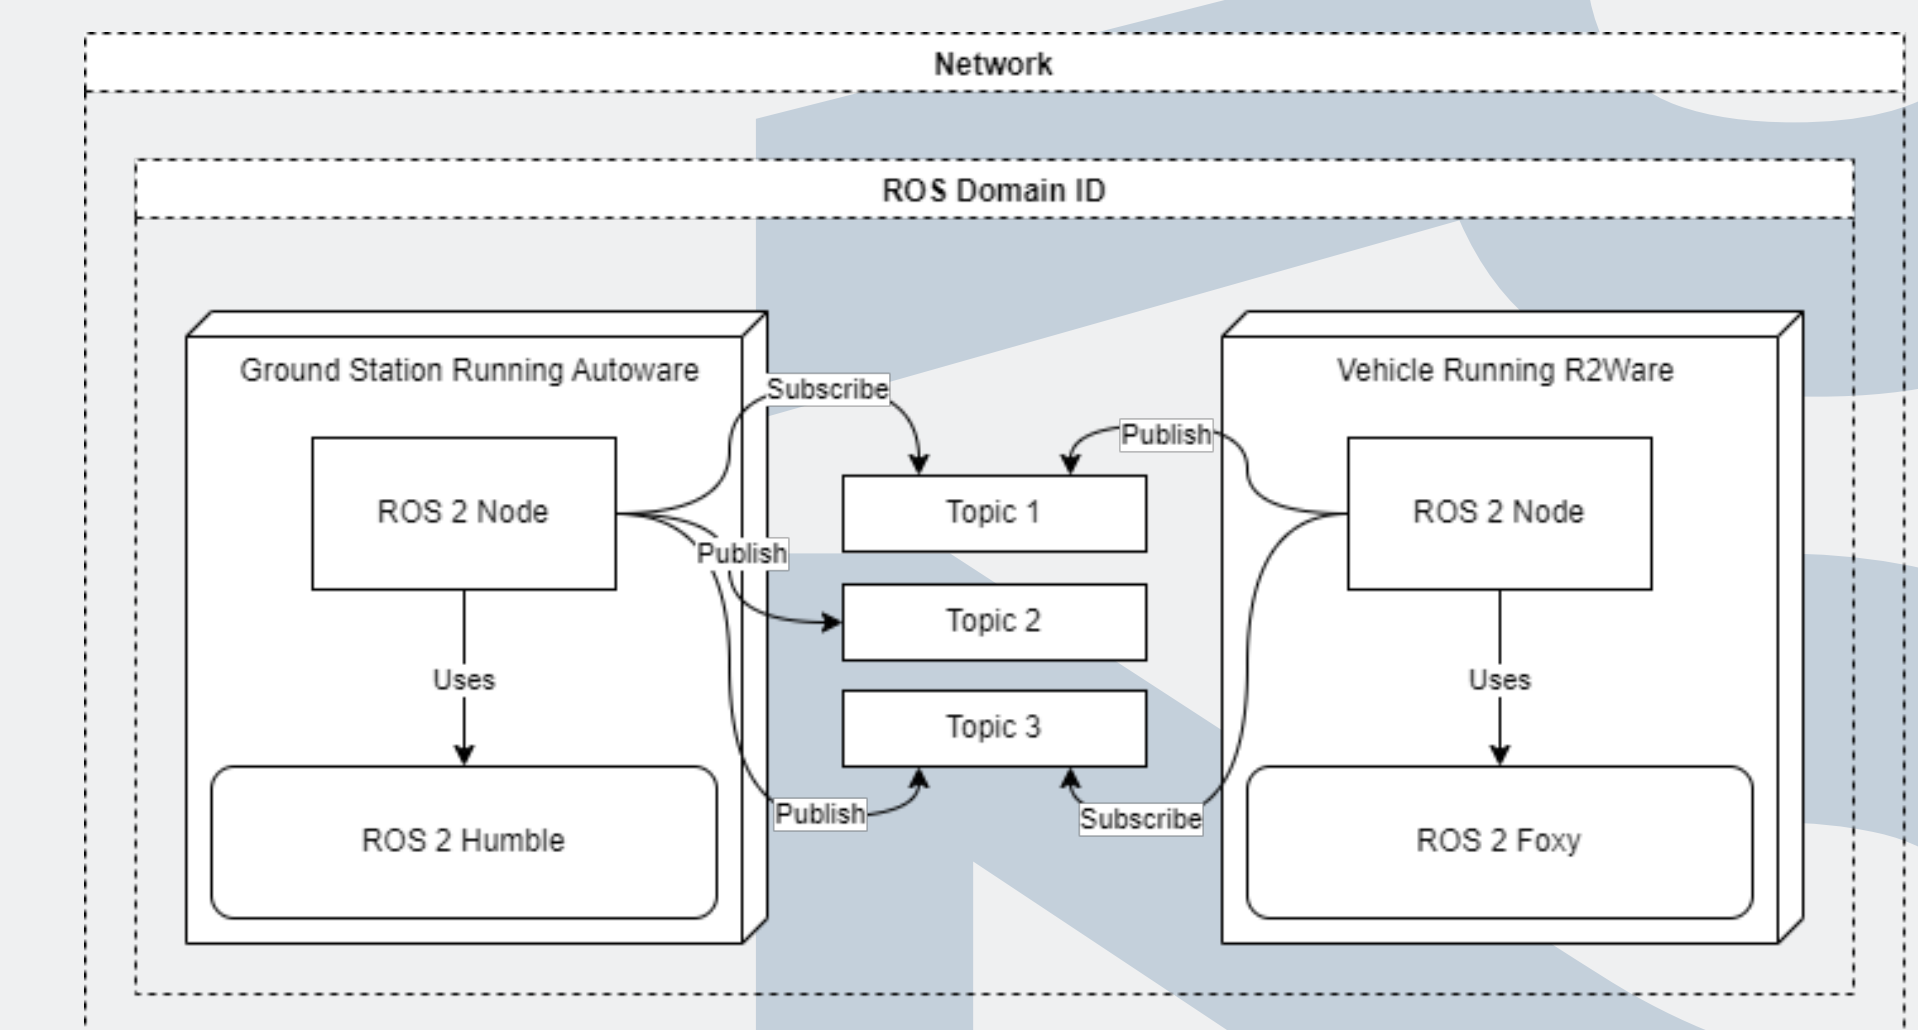 Network
ROS Domain ID
Ground Station Running Autoware
Vehicle Running R2Ware
Subscribe
Publish
ROS 2 Node
Topic 1
ROS 2 Node
Publish
Topic 2
Uses
Uses
Topic 3
Publish
Subscribe
ROS 2 Humble
ROS 2 Foxy